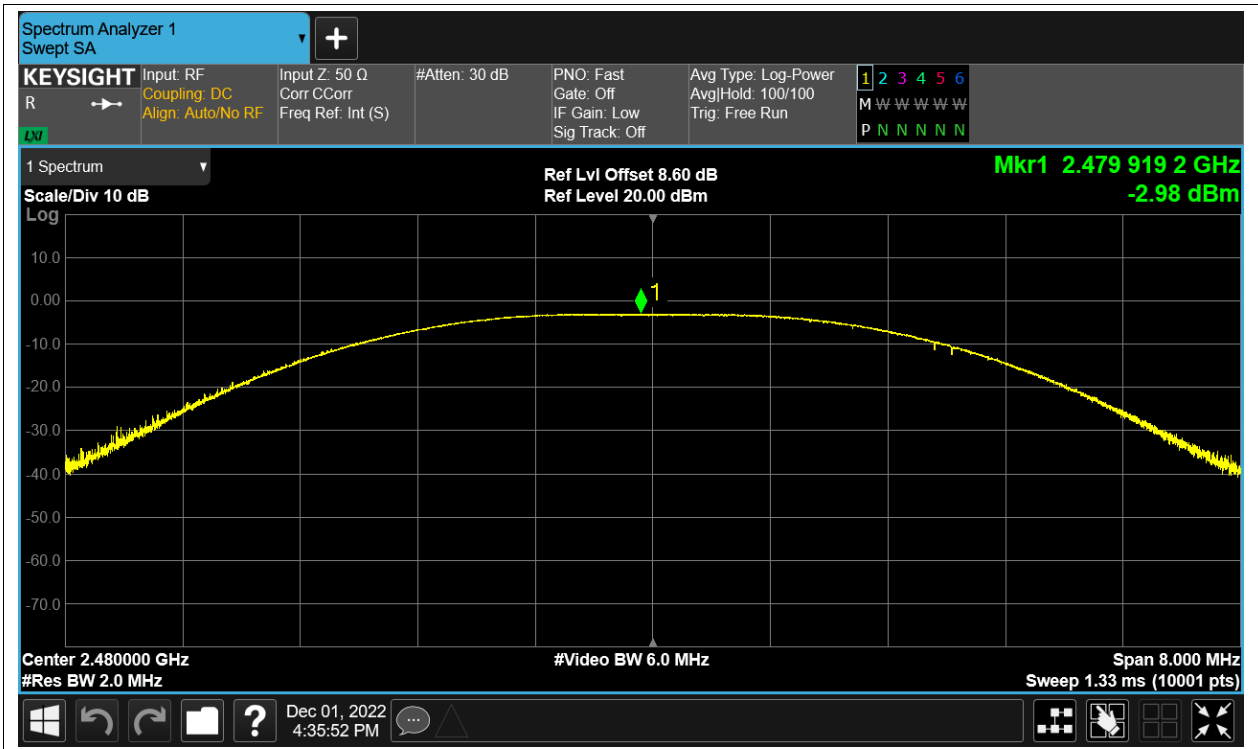 Spectrum Analyzer 1
Swept SA
KEYSIGHT
R
LXI
Input: RF
Coupling: DC
Align: Auto/No RF
Input Z: 50 Ω
Corr CCorr
Freq Ref: Int (S)
#Atten: 30 dB
PNO: Fast
Gate: Off
IF Gain: Low
Sig Track: Off
Avg Type: Log-Power
Avg|Hold: 100/100
Trig: Free Run
1 2 3 4 5 6
M W W W W W
P N N N N N
1 Spectrum
Scale/Div 10 dB
Log
Ref Lvl Offset 8.60 dB
Ref Level 20.00 dBm
Mkr1 2.479 919 2 GHz
-2.98 dBm
10.0
0.00
-10.0
-20.0
-30.0
-40.0
-50.0
-60.0
-70.0
1
Center 2.480000 GHz
#Res BW 2.0 MHz
#Video BW 6.0 MHz
Span 8.000 MHz
Sweep 1.33 ms (10001 pts)
?
Dec 01, 2022
4:35:52 PM